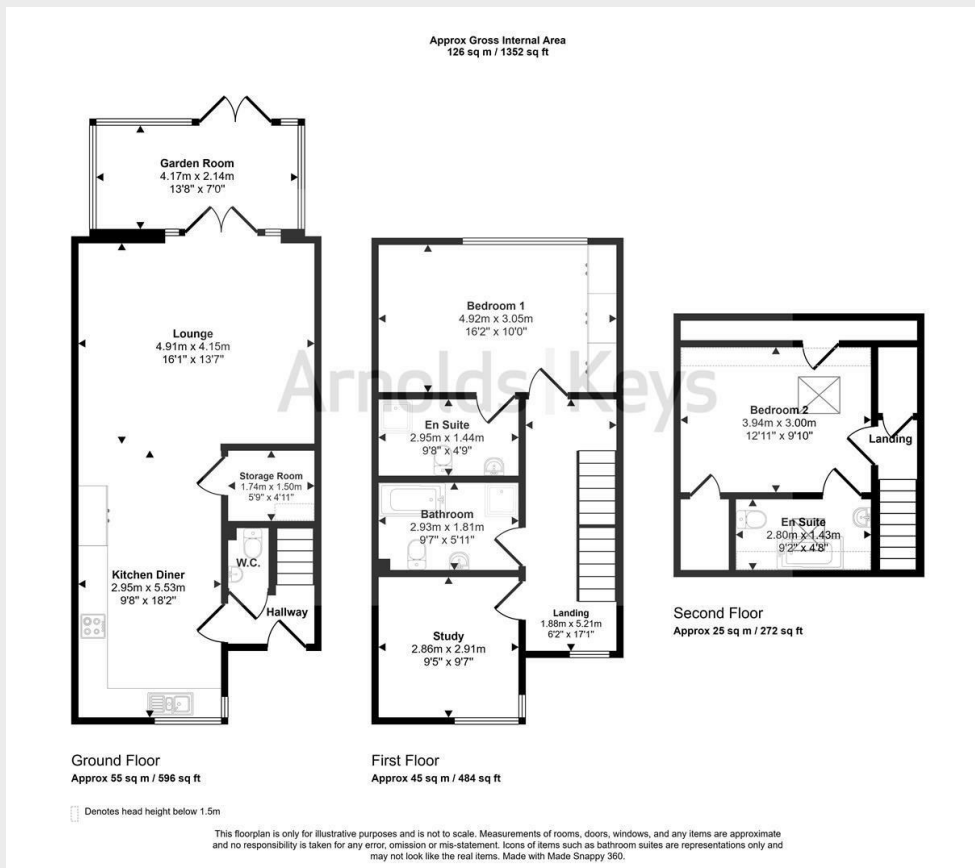 Approx Gross Internal Area
126 sq m / 1352 sq ft
Garden Room
4.17m x 2.14m
13'8" x 7'0"
Lounge
4.91m x 4.15m
16'1" x 13'7"
Storage Room
1.74m x 1.50m
5'9" x 4'11"
W.C.
Kitchen Diner
2.95m x 5.53m
9'8" x 18'2"
Hallway
Ground Floor
Approx 55 sq m / 596 sq ft
Bedroom 1
4.92m x 3.05m
16'2" x 10'0"
En Suite
2.95m x 1.44m
9'8" x 4'9"
Bathroom
2.93m x 1.81m
9'7" x 5'11"
Study
2.86m x 2.91m
9'5" x 9'7"
Landing
1.88m x 5.21m
6'2" x 17'1"
First Floor
Approx 45 sq m / 484 sq ft
Bedroom 2
3.94m x 3.00m
12'11" x 9'10"
Landing
En Suite
2.80m x 1.43m
9'2" x 4'8"
Second Floor
Approx 25 sq m / 272 sq ft
Arnolds|Keys
Denotes head height below 1.5m
This floorplan is only for illustrative purposes and is not to scale. Measurements of rooms, doors, windows, and any items are approximate
and no responsibility is taken for any error, omission or mis-statement. Icons of items such as bathroom suites are representations only and
may not look like the real items. Made with Made Snappy 360.